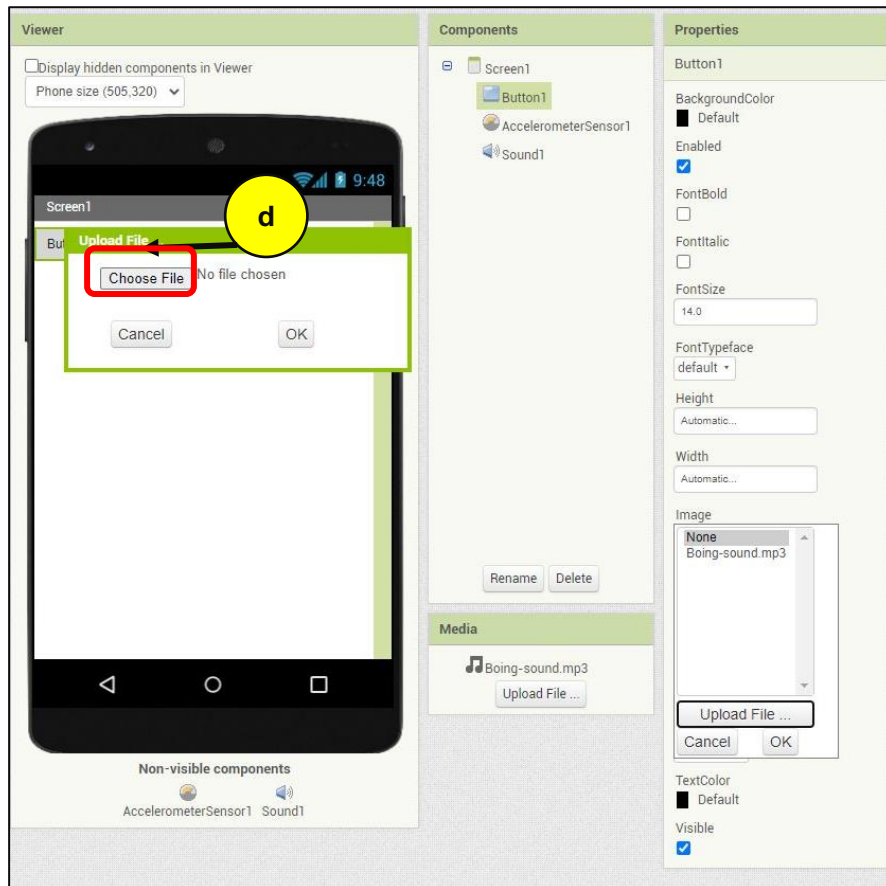 Viewer
Display hidden components in Viewer
Phone size (505,320)
9:48
Screen1
d
But
Upload File ...
Choose File No file chosen
Cancel OK
Non-visible components
AccelerometerSensor1 Sound1
Components
Screen1
Button1
AccelerometerSensor1
Sound1
Rename Delete
Media
Boing-sound.mp3
Upload File ...
Properties
Button1
BackgroundColor
Default
Enabled
FontBold
FontItalic
FontSize
14.0
FontTypeface
default
Height
Automatic...
Width
Automatic...
Image
None
Boing-sound.mp3
Upload File ...
Cancel OK
TextColor
Default
Visible